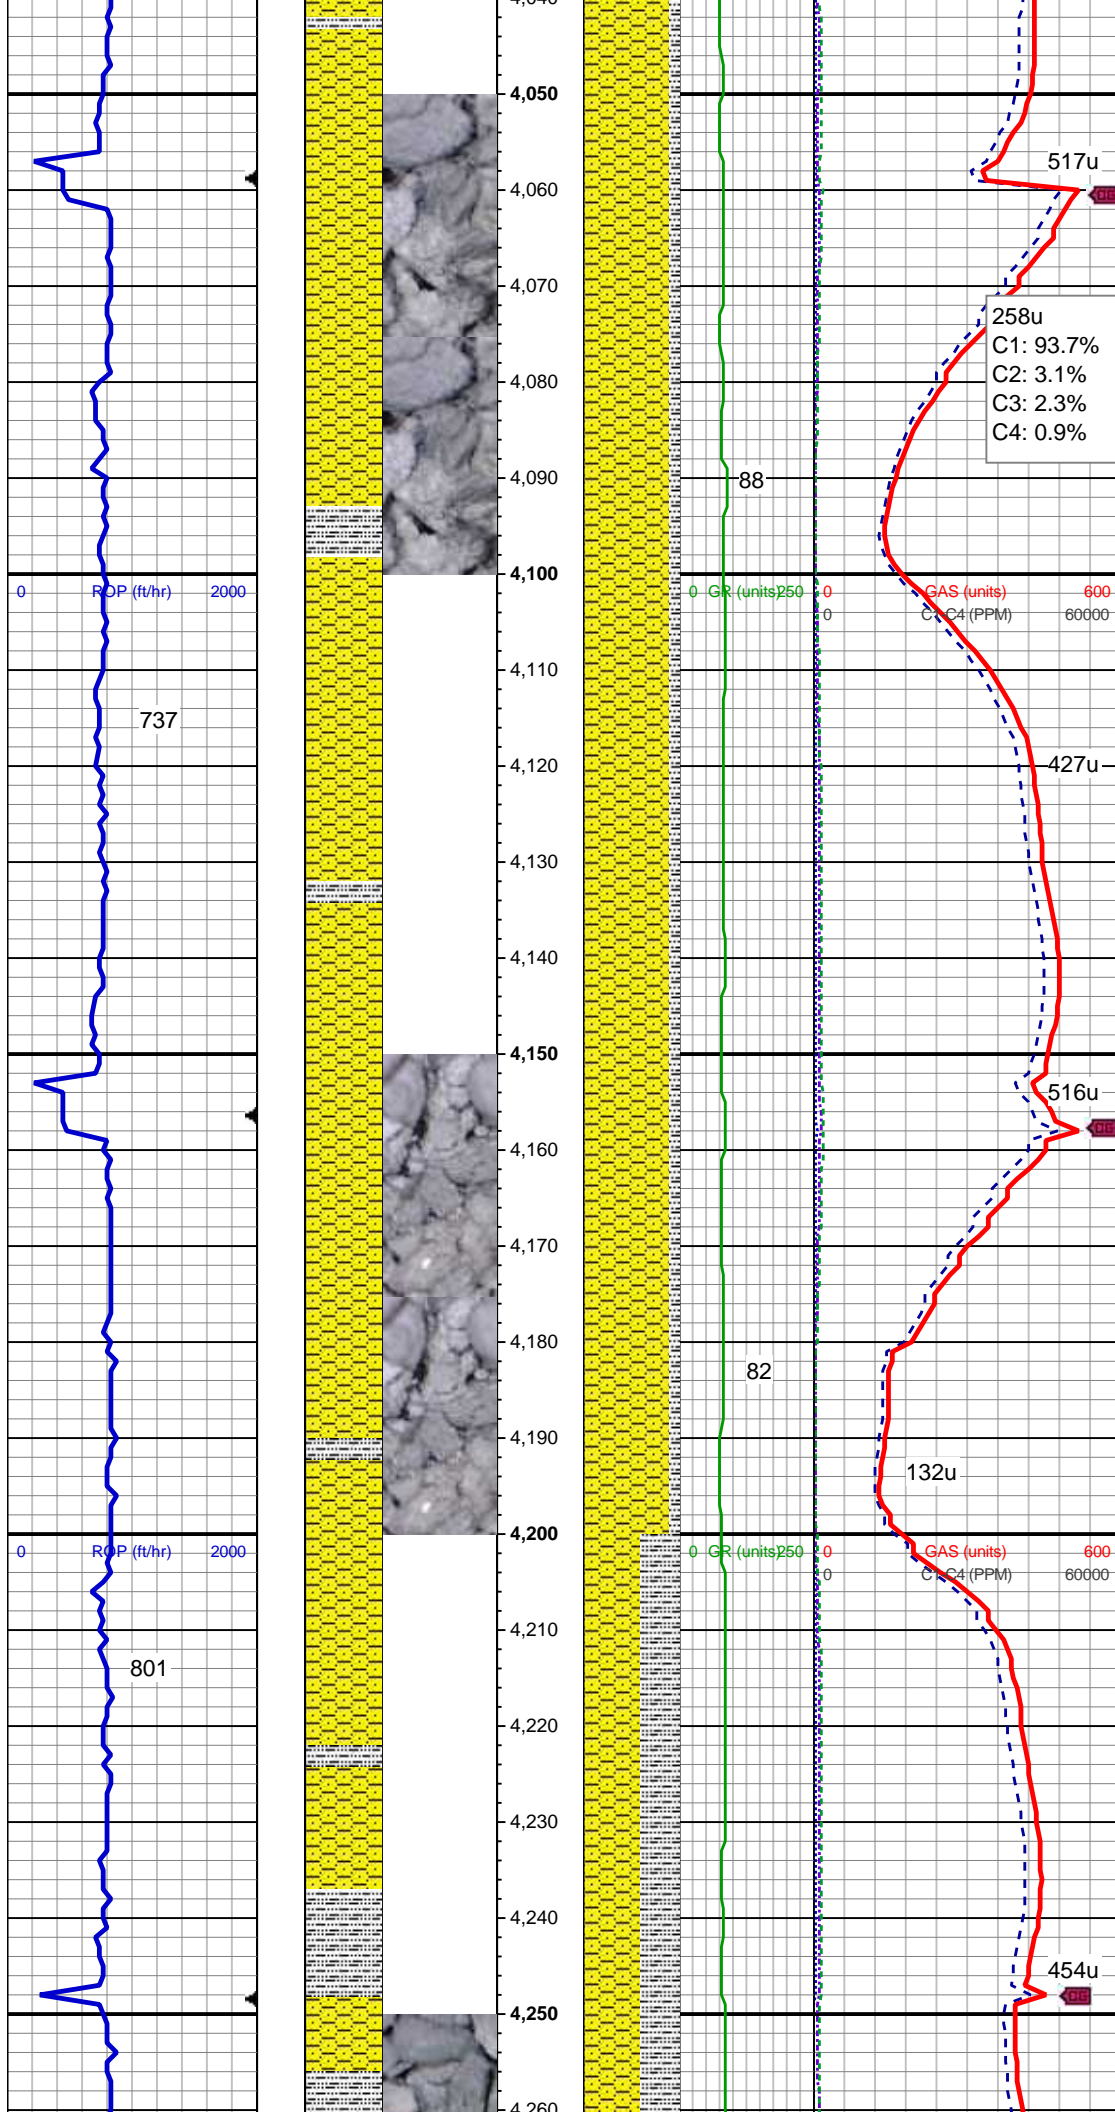 4,050
517u
4,060
CG
4,070
258u
C1: 93.7%
C2: 3.1%
C3: 2.3%
C4: 0.9%
4,080
4,090
88
4,100
0 ROP (ft/hr) 2000
0 GR (units) 250
0 GAS (units) 600
0 C1-C4 (PPM) 60000
4,110
737
4,120
427u
4,130
4,140
4,150
516u
CG
4,160
4,170
4,180
82
4,190
132u
4,200
0 ROP (ft/hr) 2000
0 GR (units) 250
0 GAS (units) 600
0 C1-C4 (PPM) 60000
4,210
801
4,220
4,230
4,240
454u
CG
4,250
4,260